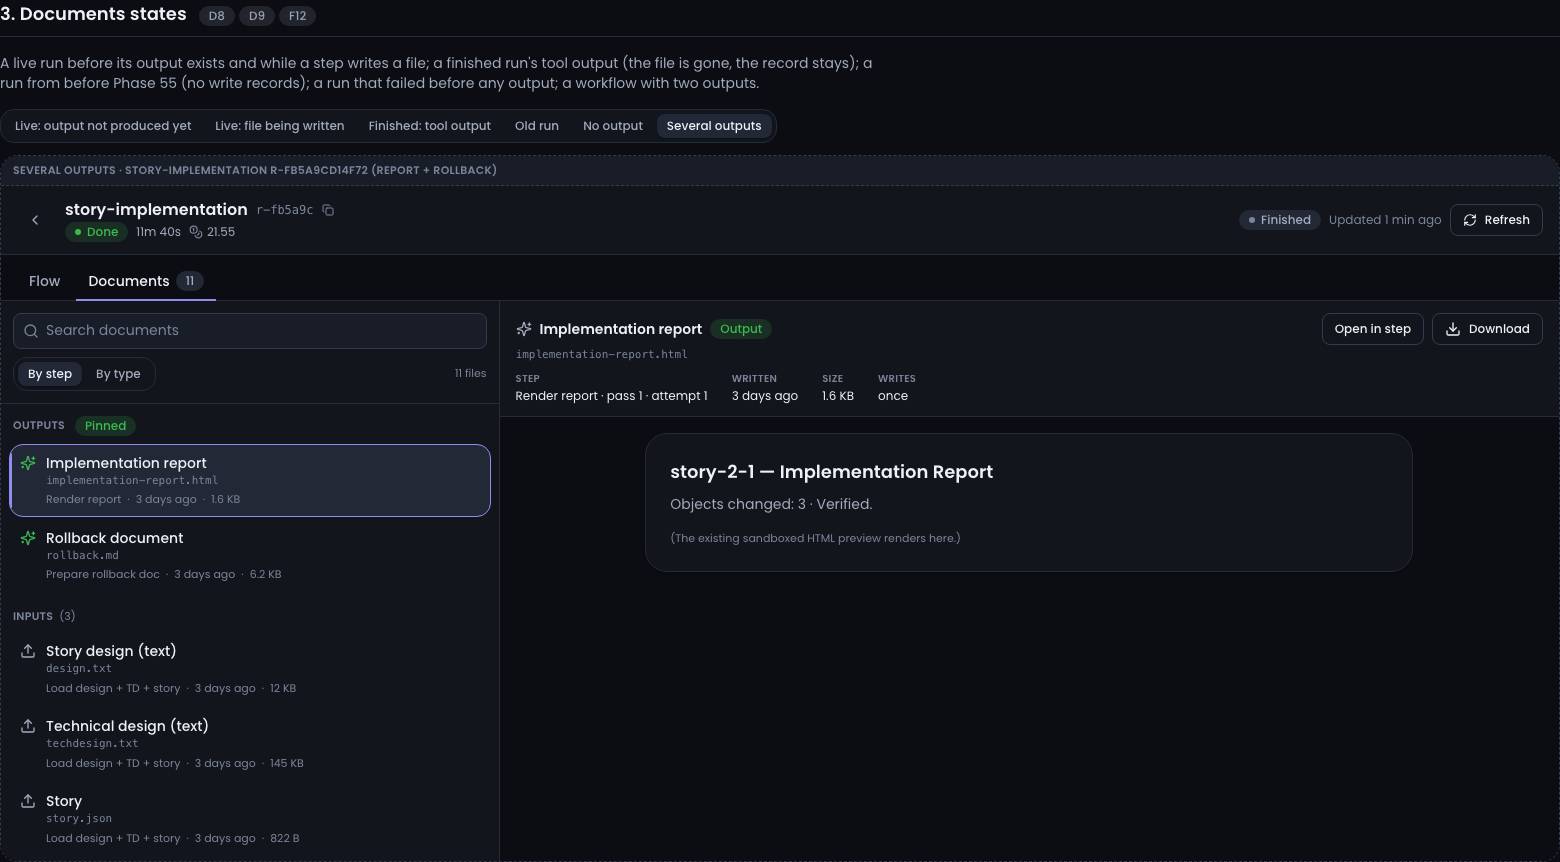 3. Documents states D8 D9 F12
A live run before its output exists and while a step writes a file; a finished run's tool output (the file is gone, the record stays); a
run from before Phase 55 (no write records); a run that failed before any output; a workflow with two outputs.
Live: output not produced yet Live: file being written Finished: tool output Old run No output Several outputs
SEVERAL OUTPUTS · STORY-IMPLEMENTATION R-FB5A9CD14F72 (REPORT + ROLLBACK)
story-implementation r-fb5a9c
Done 11m 40s 21.55
Finished Updated 1 min ago Refresh
Flow Documents 11
Search documents
By step By type 11 files
OUTPUTS Pinned
Implementation report
implementation-report.html
Render report · 3 days ago · 1.6 KB
Rollback document
rollback.md
Prepare rollback doc · 3 days ago · 6.2 KB
INPUTS (3)
Story design (text)
design.txt
Load design + TD + story · 3 days ago · 12 KB
Technical design (text)
techdesign.txt
Load design + TD + story · 3 days ago · 145 KB
Story
story.json
Load design + TD + story · 3 days ago · 822 B
Implementation report Output Open in step Download
implementation-report.html
STEP WRITTEN SIZE WRITES
Render report · pass 1 · attempt 1 3 days ago 1.6 KB once
story-2-1 — Implementation Report
Objects changed: 3 · Verified.
(The existing sandboxed HTML preview renders here.)